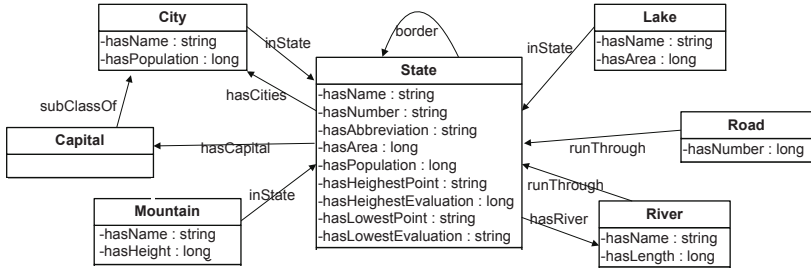 City
-hasName : string
-hasPopulation : long
inState
border
Lake
-hasName : string
-hasArea : long
inState
State
-hasName : string
-hasNumber : string
-hasAbbreviation : string
-hasArea : long
-hasPopulation : long
-hasHeighestPoint : string
-hasHeighestEvaluation : long
-hasLowestPoint : string
-hasLowestEvaluation : string
hasCities
subClassOf
Capital
hasCapital
Road
-hasNumber : long
runThrough
inState
Mountain
-hasName : string
-hasHeight : long
runThrough
hasRiver
River
-hasName : string
-hasLength : long